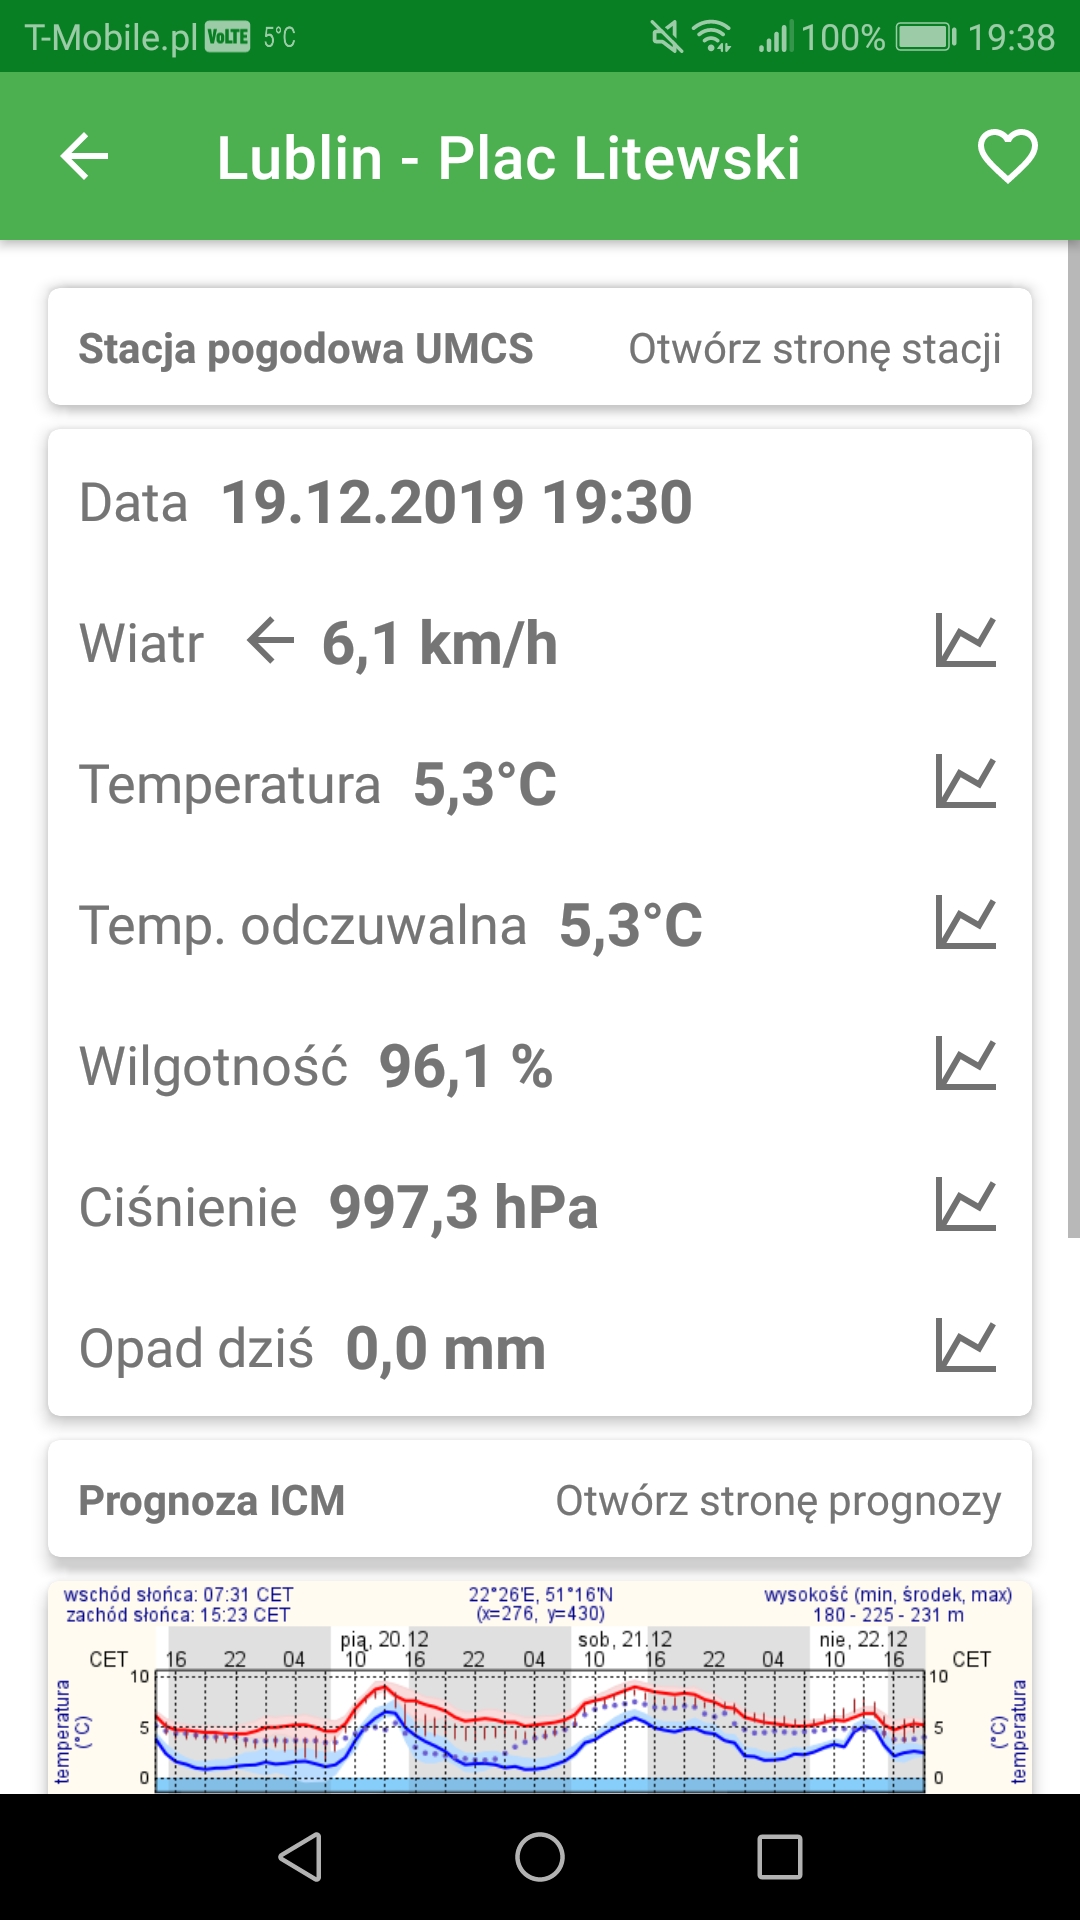 T-Mobile.pl VoLTE 5°C 100% 19:38
Lublin - Plac Litewski
Stacja pogodowa UMCS Otwórz stronę stacji
Data 19.12.2019 19:30
Wiatr ← 6,1 km/h
Temperatura 5,3°C
Temp. odczuwalna 5,3°C
Wilgotność 96,1 %
Ciśnienie 997,3 hPa
Opad dziś 0,0 mm
Prognoza ICM Otwórz stronę prognozy
wschód słońca: 07:31 CET 22°26'E, 51°16'N wysokość (min, środek, max)
zachód słońca: 15:23 CET (x=276, y=430) 180 - 225 - 231 m
pią, 20.12 sob, 21.12 nie, 22.12
CET 16 22 04 10 16 22 04 10 16 22 04 10 16 CET
10 10
5 5
0 0
temperatura (°C)
(°C) temperatura